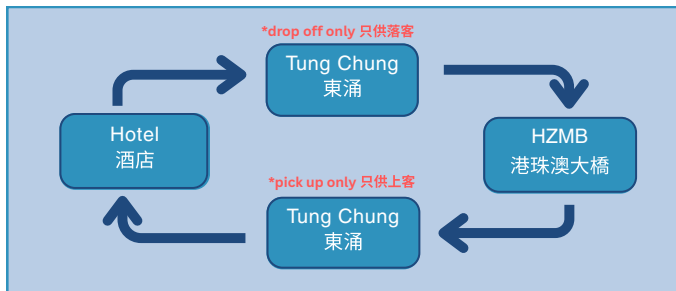 *drop off only 只供落客
Tung Chung
東涌
Hotel
酒店
HZMB
港珠澳大橋
*pick up only 只供上客
Tung Chung
東涌